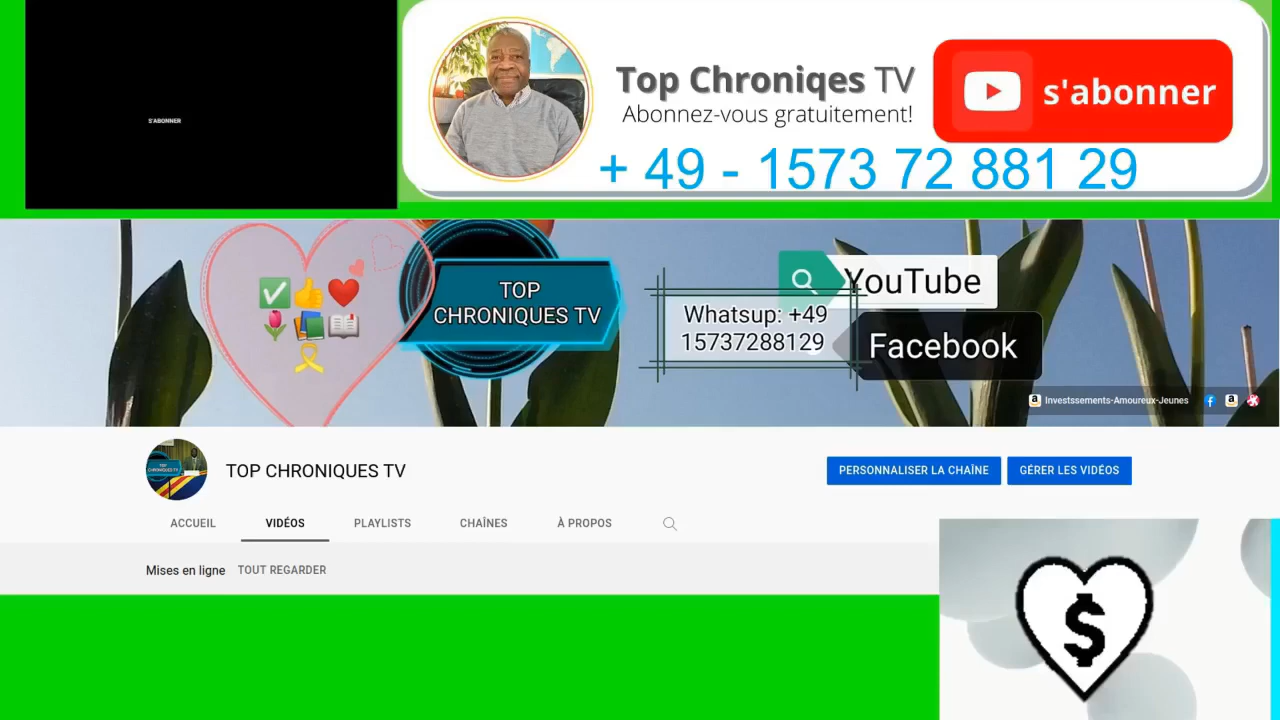 S'ABONNER
Top Chroniqes TV
Abonnez-vous gratuitement!
s'abonner
+ 49 - 1573 72 881 29
TOP
CHRONIQUES TV
Whatsup: +49
15737288129
YouTube
Facebook
Investssements-Amoureux-Jeunes
TOP CHRONIQUES TV
PERSONNALISER LA CHAÎNE
GÉRER LES VIDÉOS
ACCUEIL VIDÉOS PLAYLISTS CHAÎNES À PROPOS
Mises en ligne TOUT REGARDER
$